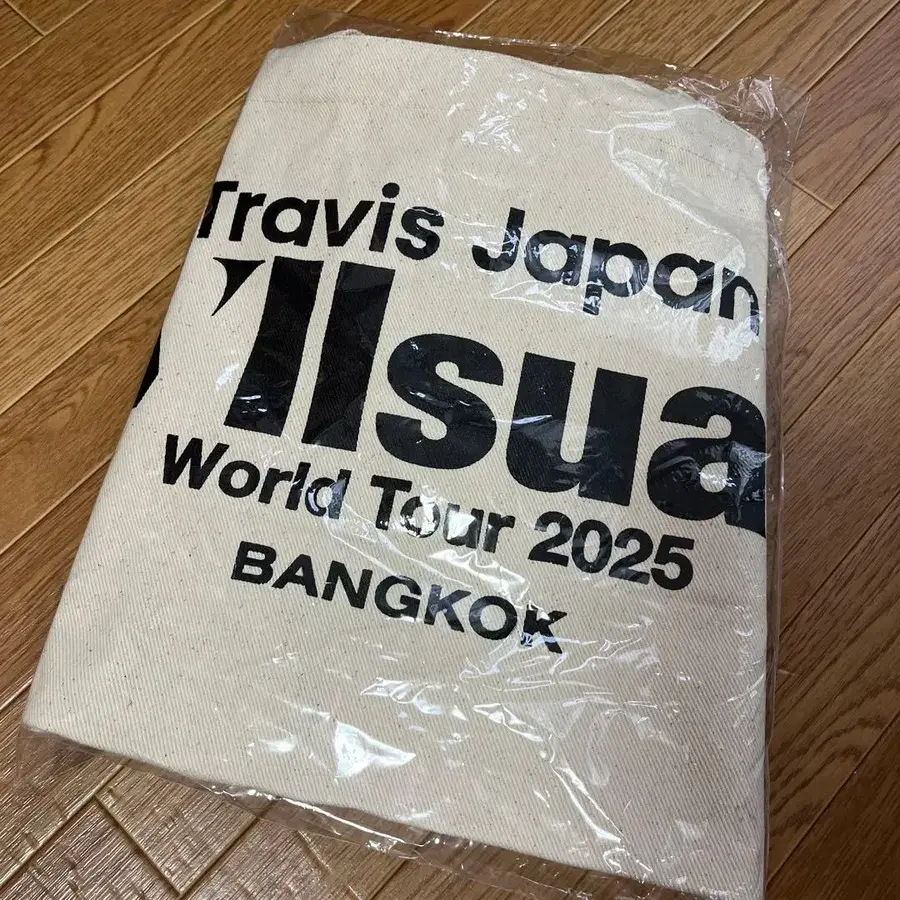 Travis Japan
’llsua
World Tour 2025
BANGKOK